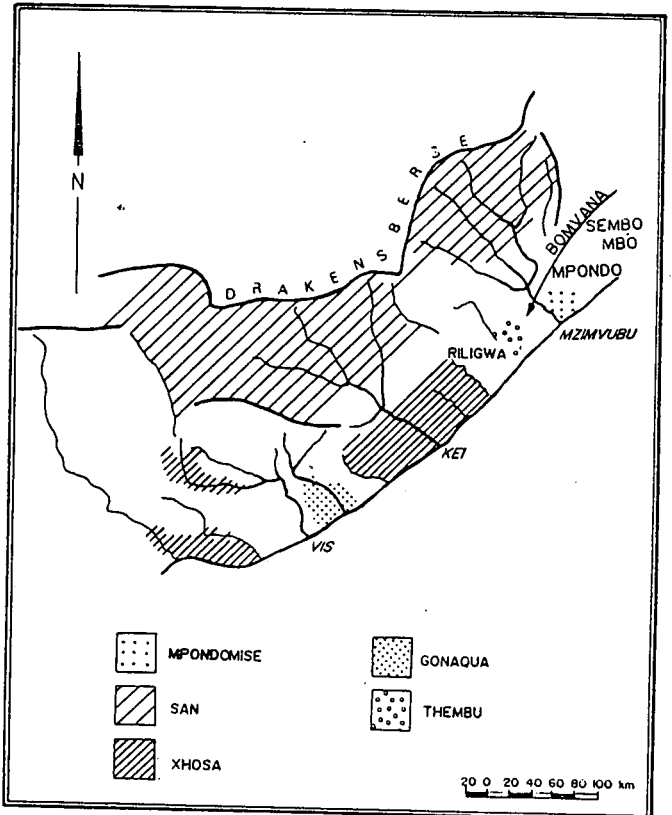 N
DRAKENSBERGE
BOMVANA
SEMBO
MBO
MPONDO
MZIMVUBU
RILIGWA
KEI
VIS
MPONDOMISE
GONAQUA
SAN
THEMBU
XHOSA
20 0 20 40 60 80 100 km